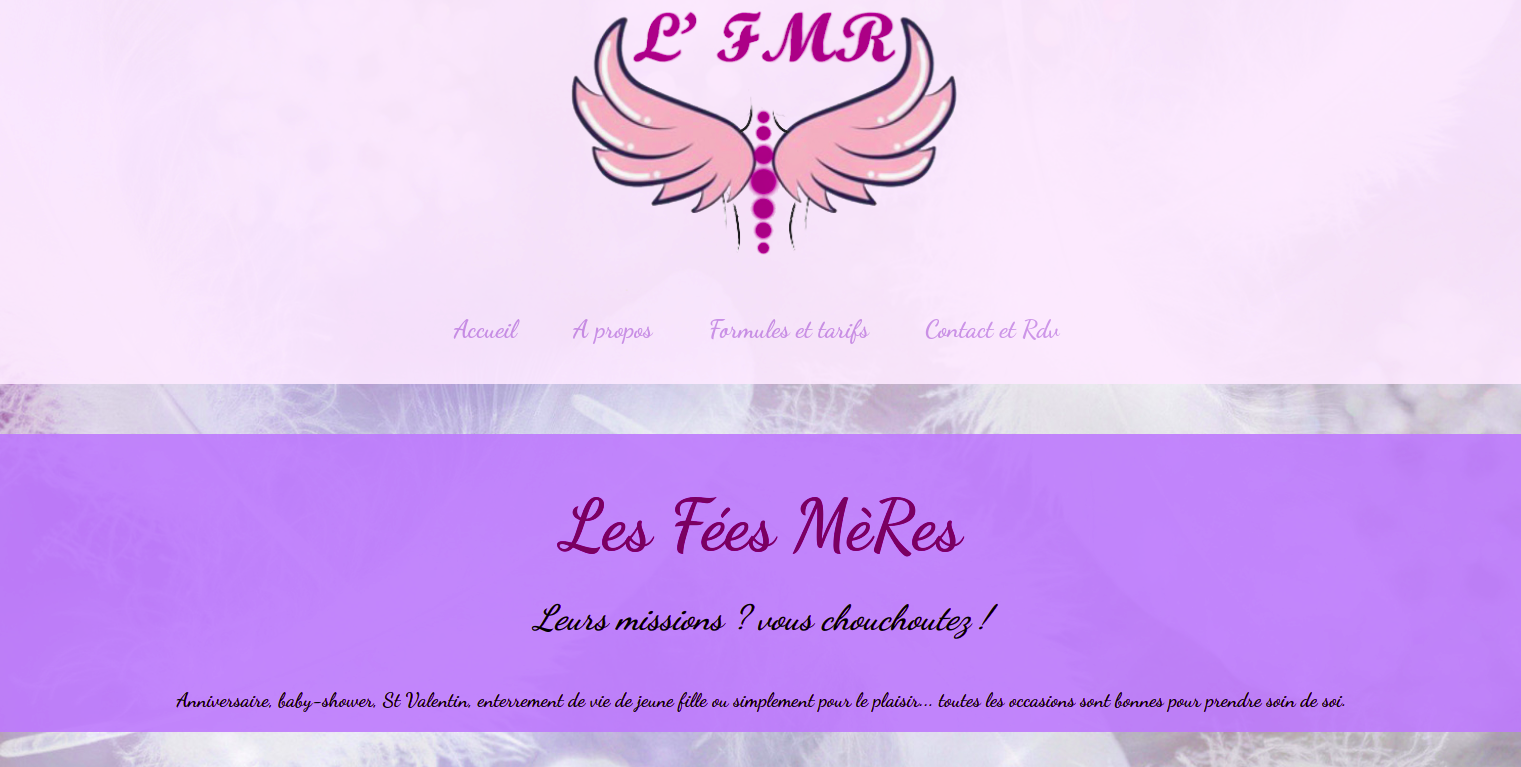 L' FMR
Accueil A propos Formules et tarifs Contact et Rdv
Les Fées MèRes
Leurs missions ? vous chouchoutez !
Anniversaire, baby-shower, St Valentin, enterrement de vie de jeune fille ou simplement pour le plaisir... toutes les occasions sont bonnes pour prendre soin de soi.